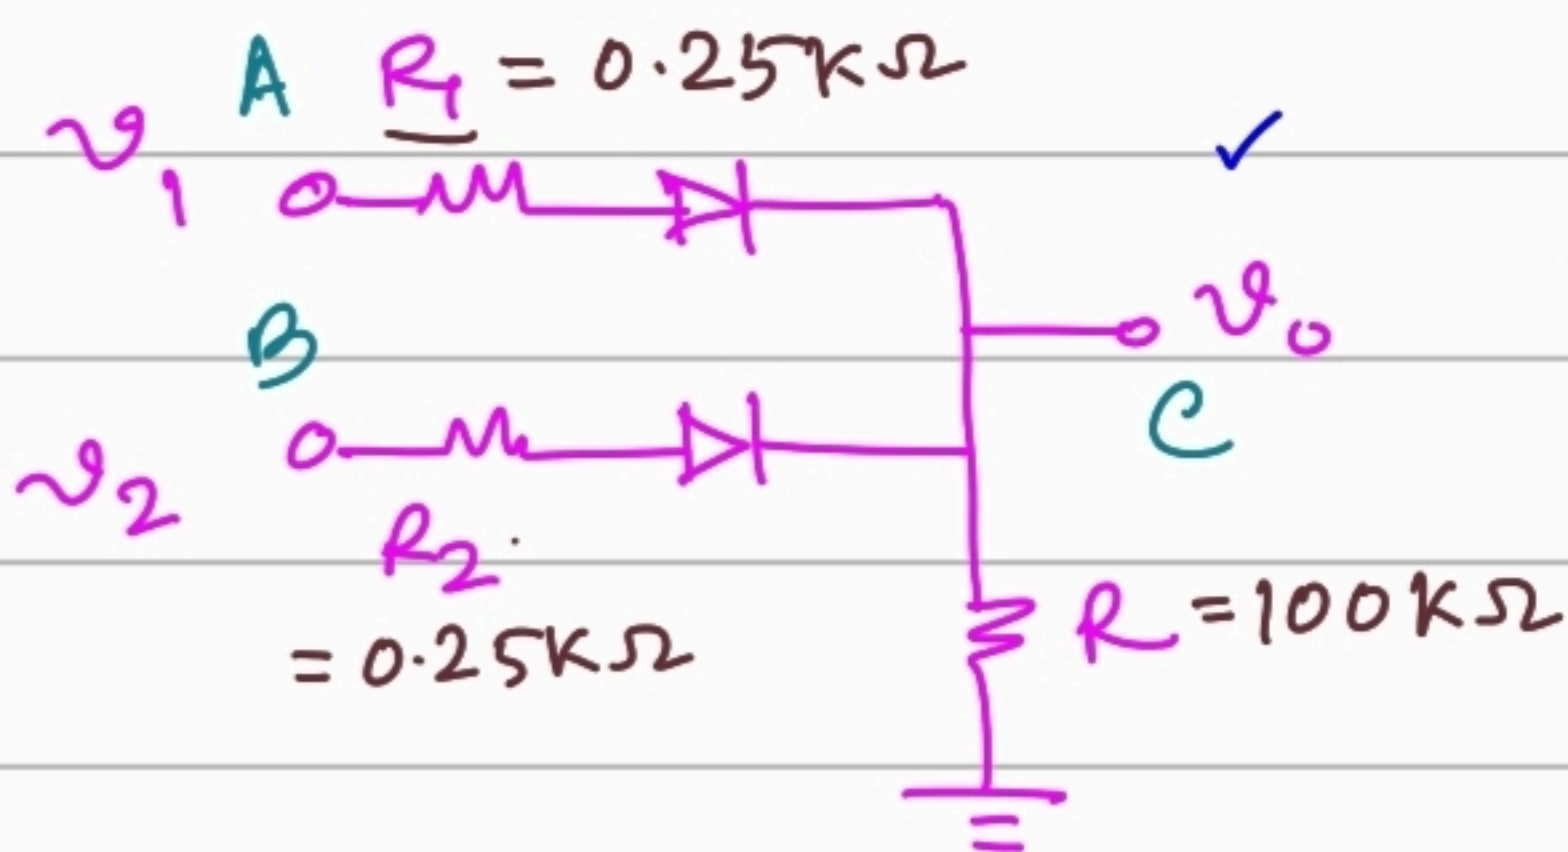 A R₁ = 0.25KΩ
v₁
✓
B
v₀
C
v₂
R₂
= 0.25KΩ
R = 100KΩ